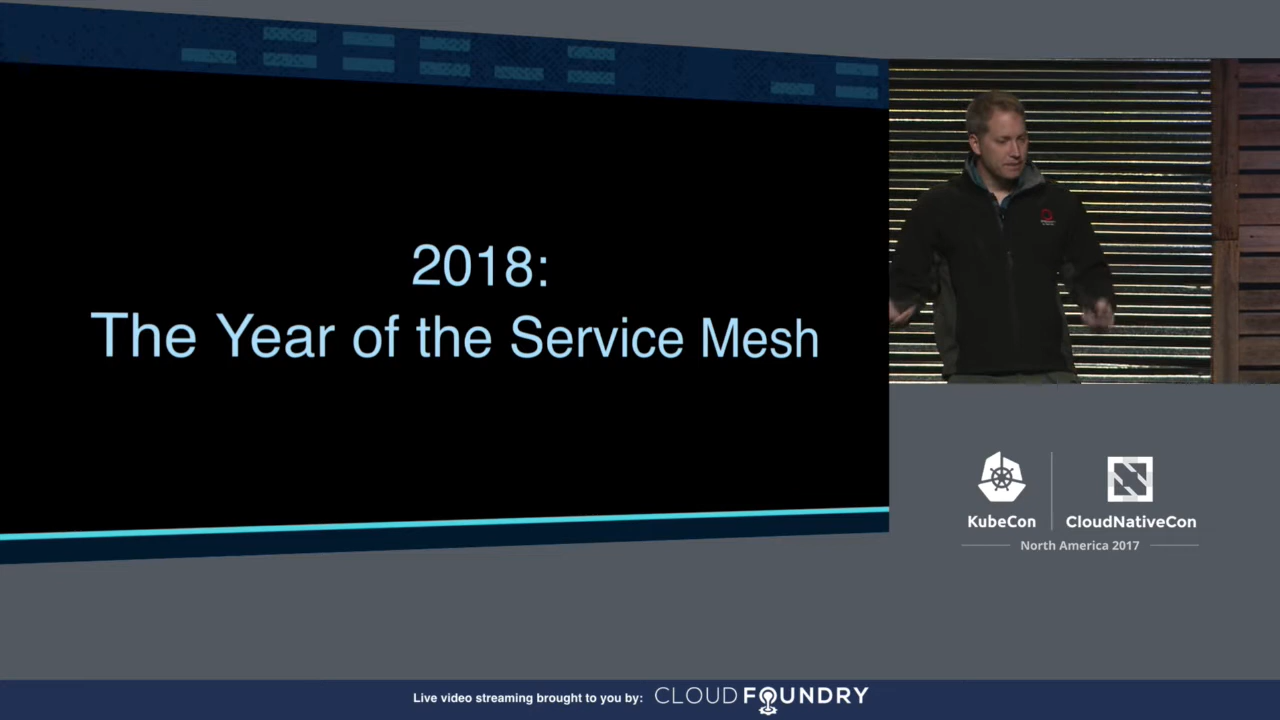 2018:
The Year of the Service Mesh
KubeCon
CloudNativeCon
North America 2017
Live video streaming brought to you by: CLOUD FOUNDRY